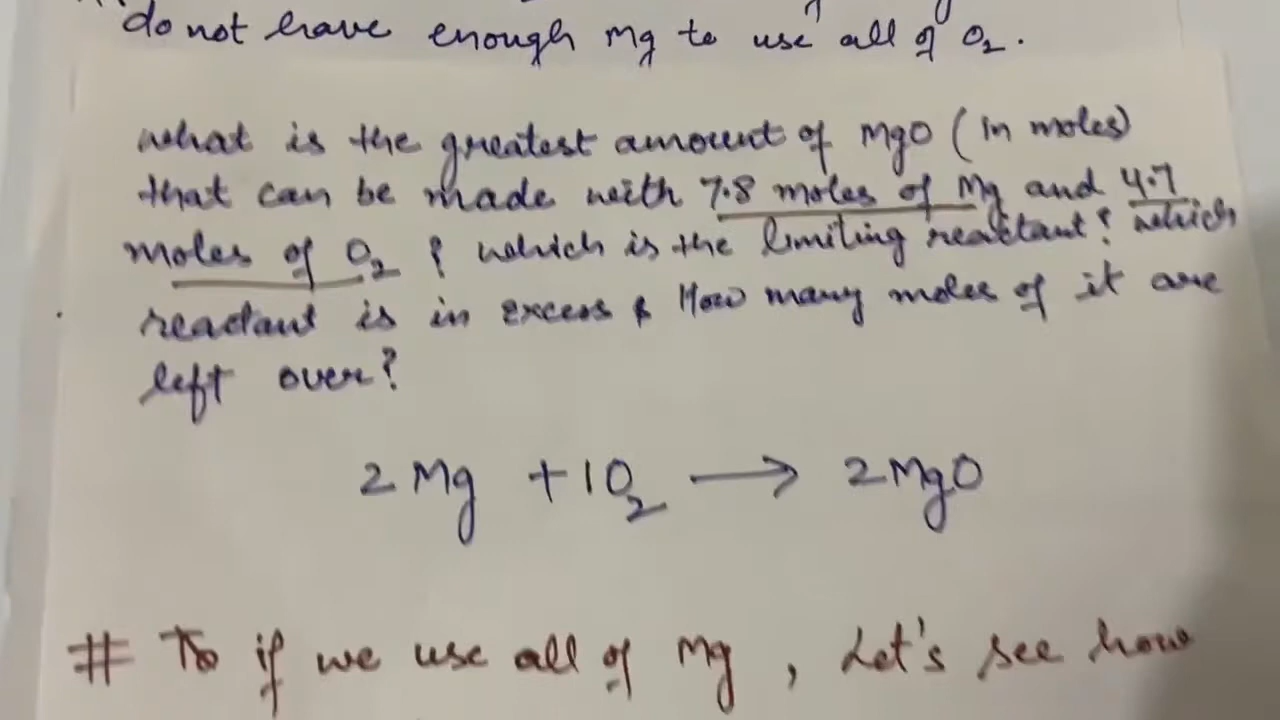 do not have enough Mg to use all of O₂.
what is the greatest amount of MgO (in moles)
that can be made with 7.8 moles of Mg and 4.7
moles of O₂ ? which is the limiting reactant? which
reactant is in excess & How many moles of it are
left over?
2 Mg + 1O₂ → 2MgO
# To if we use all of Mg , Let's see how